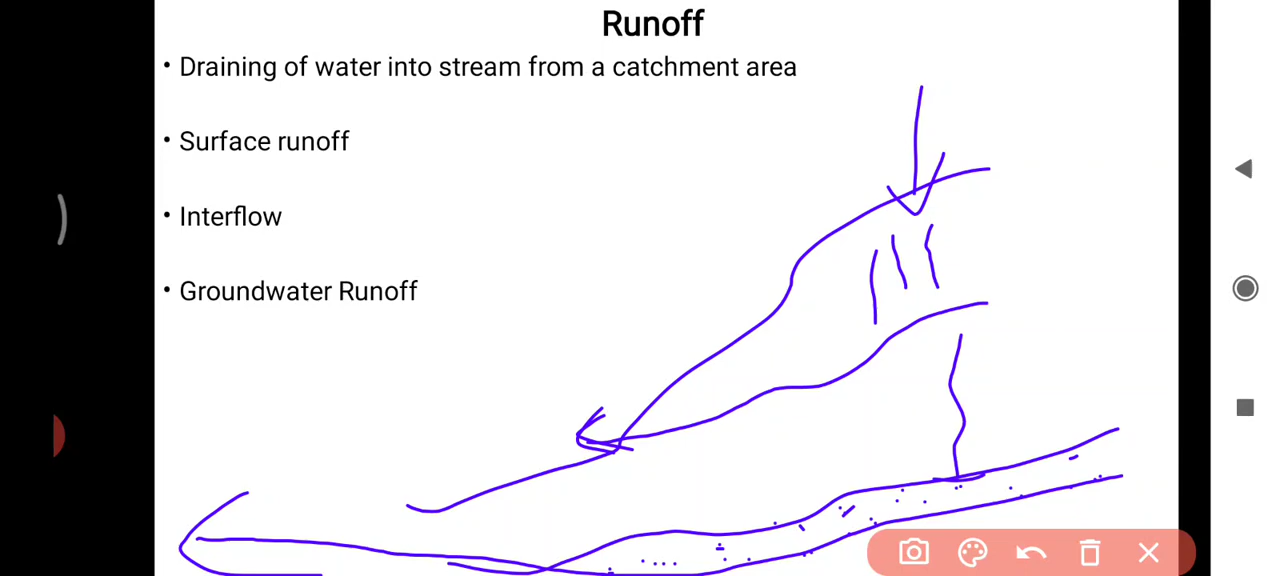 Runoff
• Draining of water into stream from a catchment area
• Surface runoff
• Interflow
• Groundwater Runoff